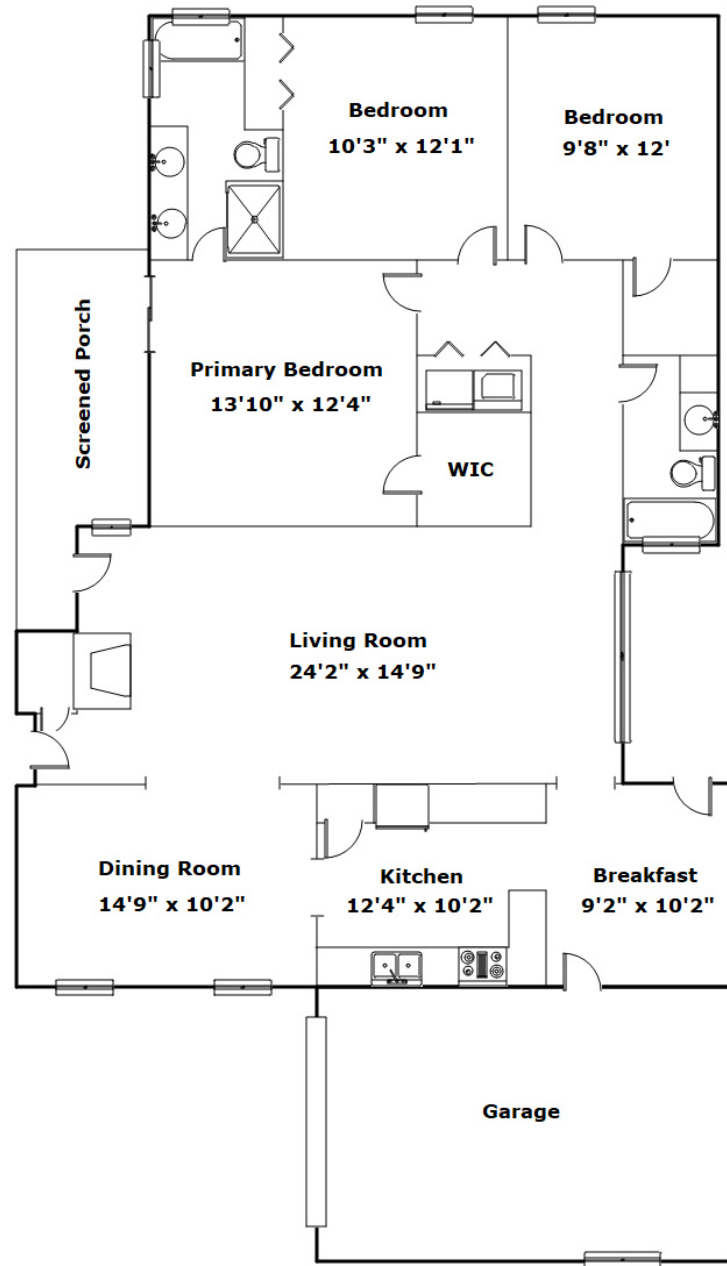 Bedroom
10'3" x 12'1"
Bedroom
9'8" x 12'
Screened Porch
Primary Bedroom
13'10" x 12'4"
WIC
Living Room
24'2" x 14'9"
Dining Room
14'9" x 10'2"
Kitchen
12'4" x 10'2"
Breakfast
9'2" x 10'2"
Garage